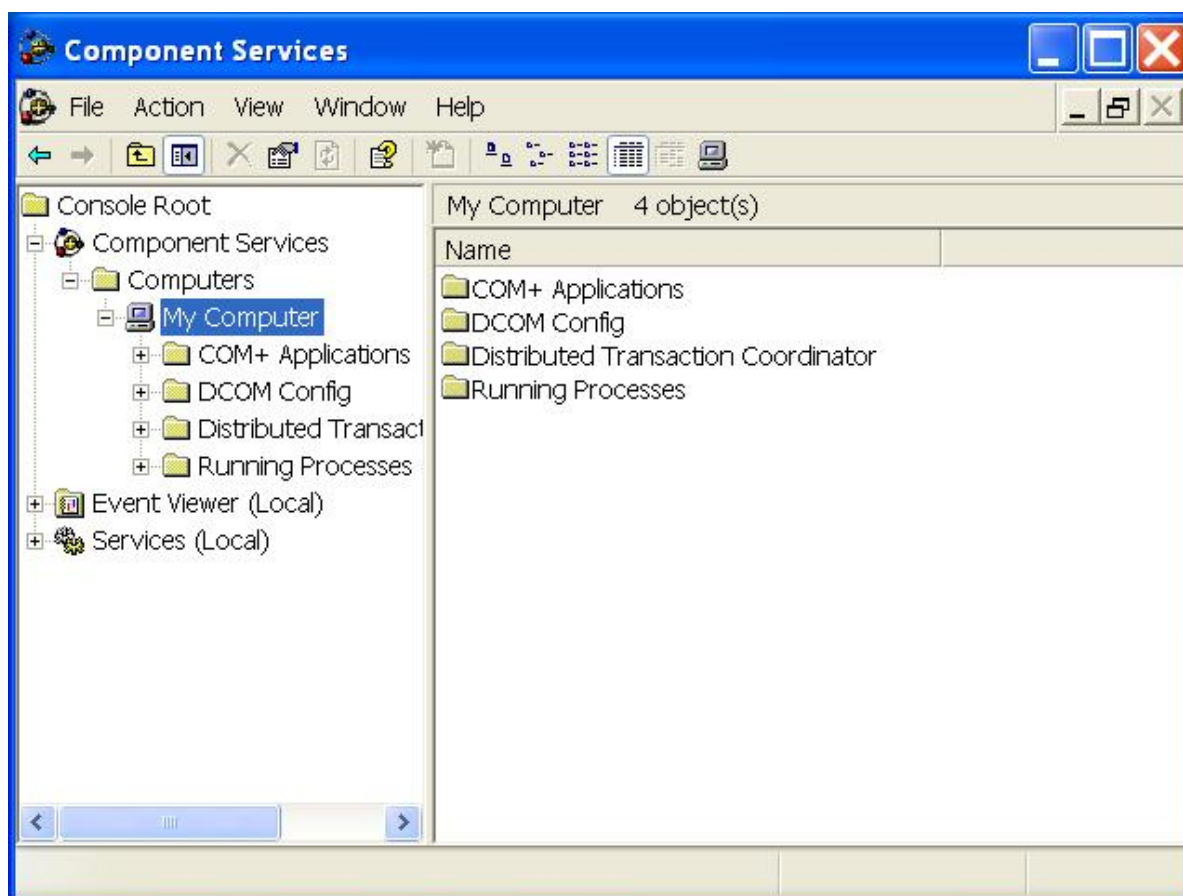 Component Services
File Action View Window Help
Console Root
Component Services
Computers
My Computer
COM+ Applications
DCOM Config
Distributed Transact
Running Processes
Event Viewer (Local)
Services (Local)
My Computer 4 object(s)
Name
COM+ Applications
DCOM Config
Distributed Transaction Coordinator
Running Processes